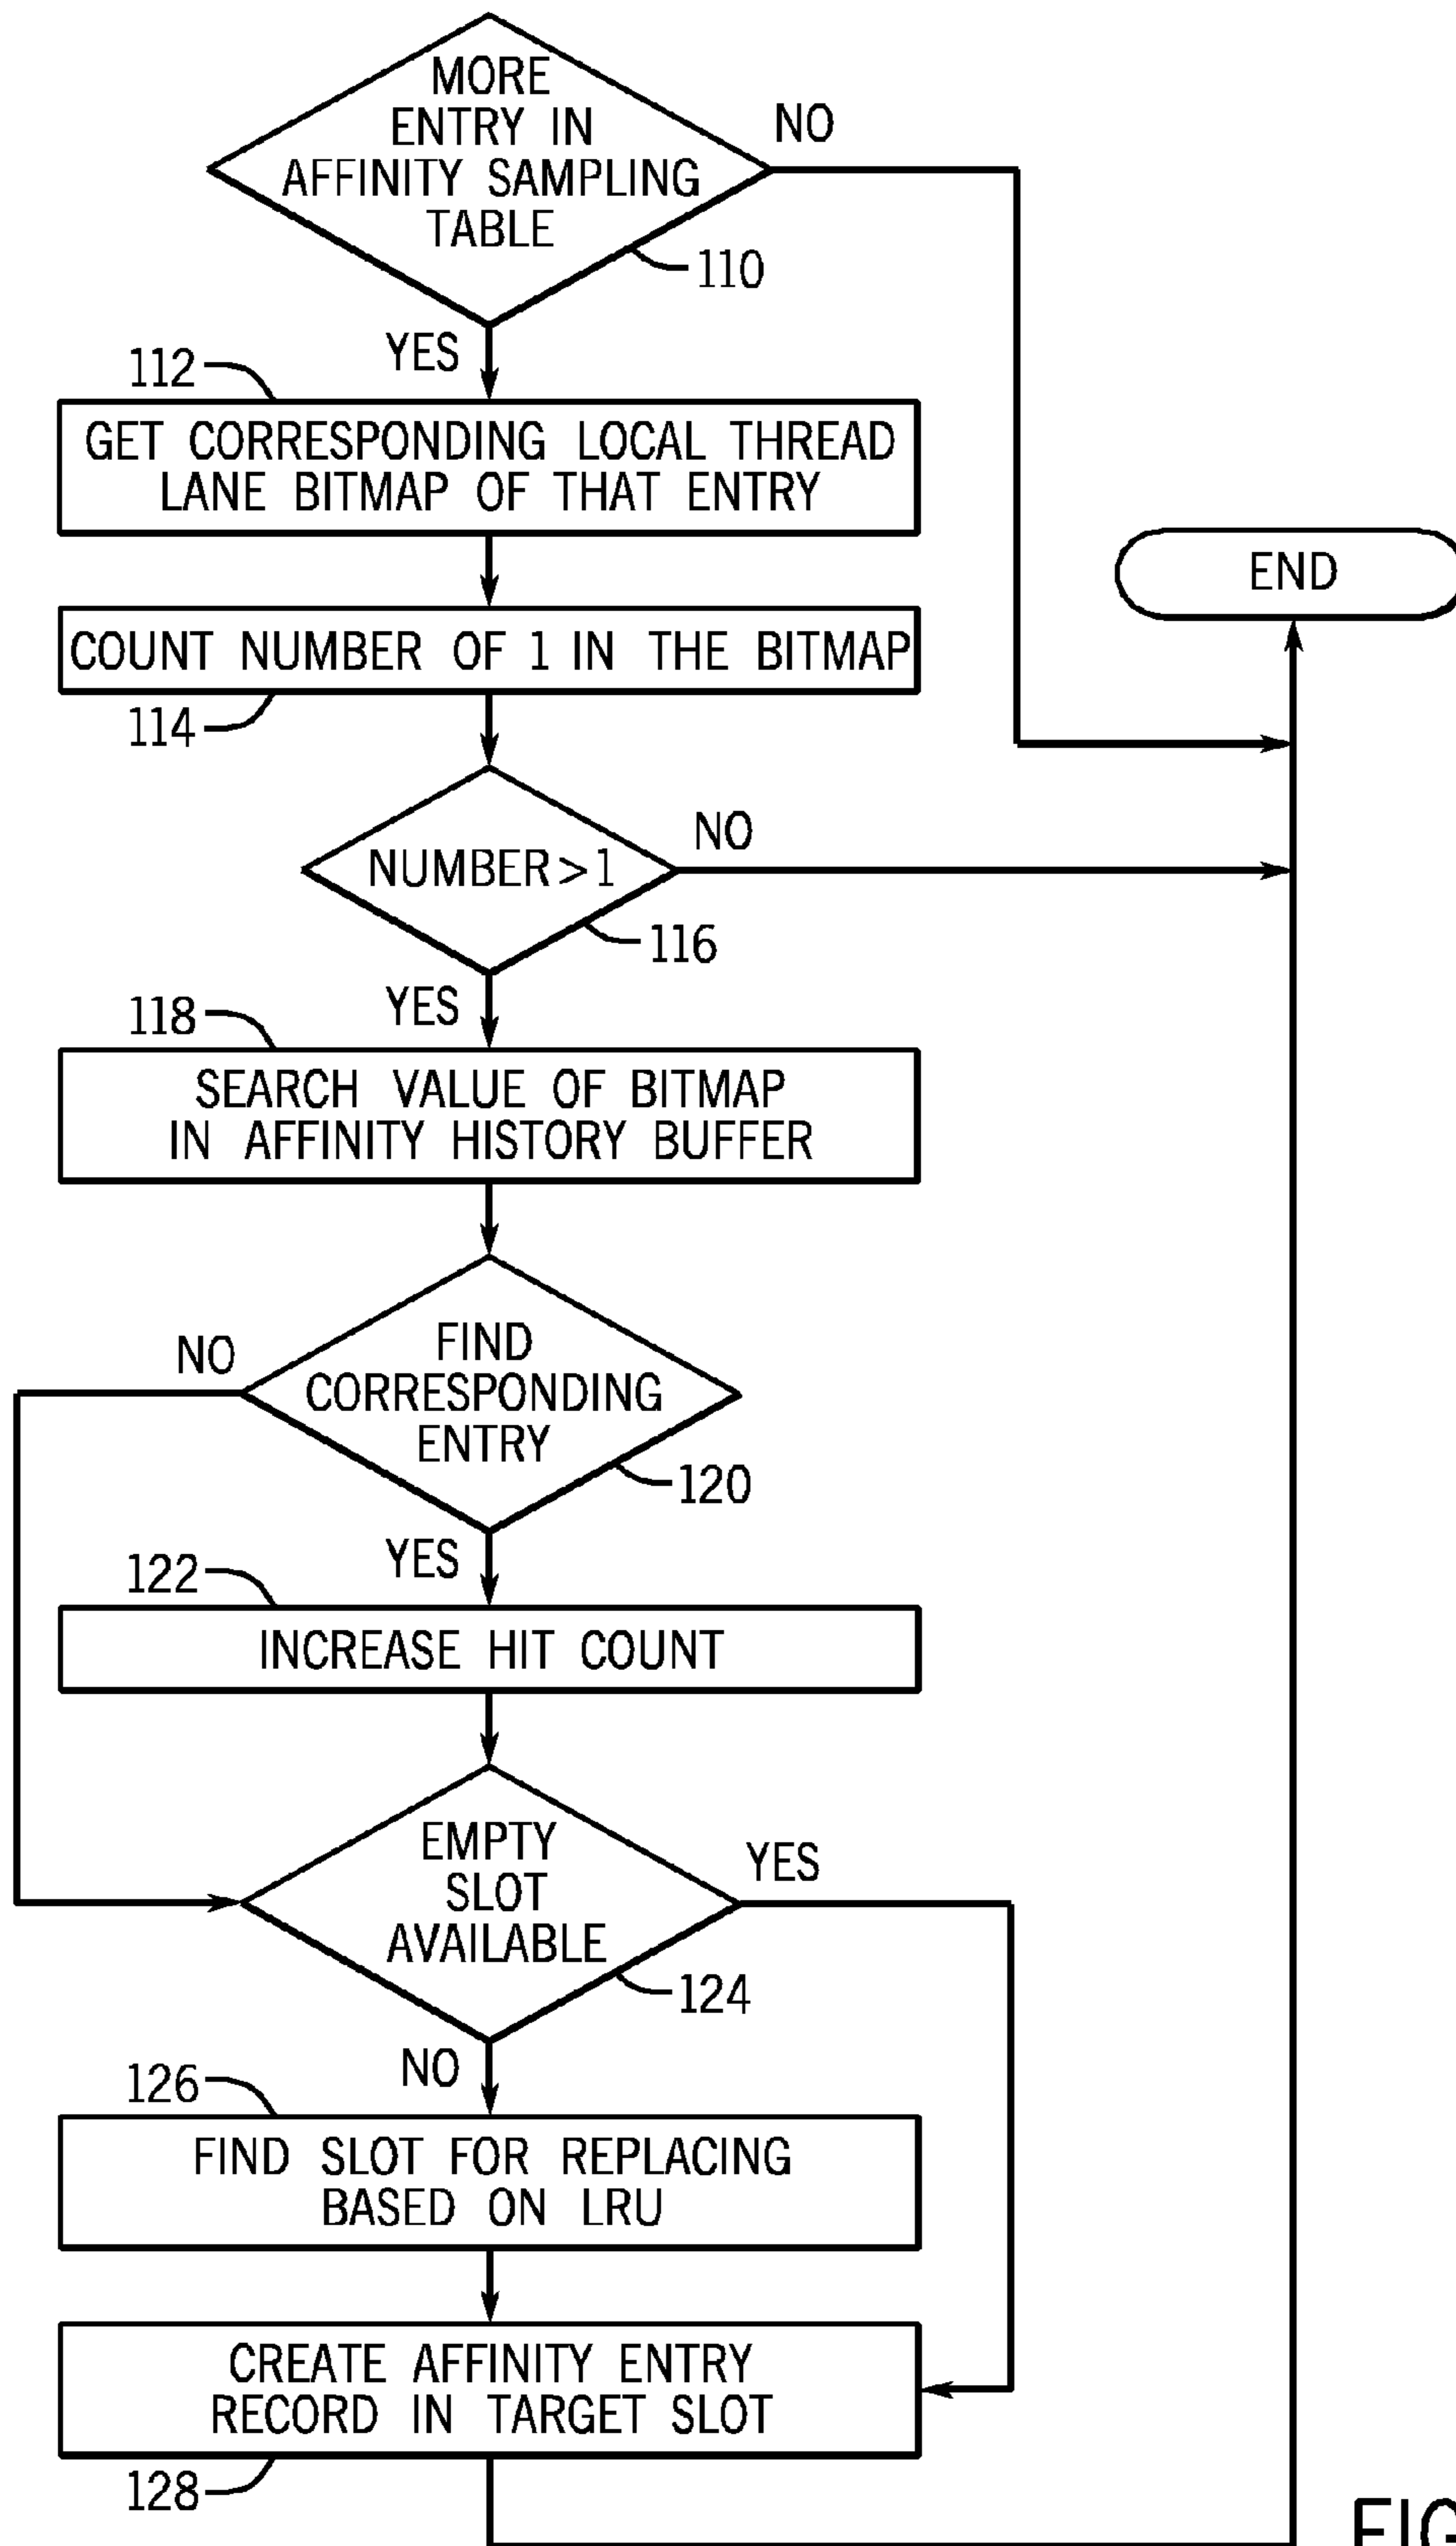 MORE
ENTRY IN
AFFINITY SAMPLING
TABLE
NO
110
YES
112
GET CORRESPONDING LOCAL THREAD
LANE BITMAP OF THAT ENTRY
END
COUNT NUMBER OF 1 IN THE BITMAP
114
NO
NUMBER>1
116
YES
118
SEARCH VALUE OF BITMAP
IN AFFINITY HISTORY BUFFER
NO
FIND
CORRESPONDING
ENTRY
120
YES
122
INCREASE HIT COUNT
EMPTY
SLOT
AVAILABLE
YES
124
NO
126
FIND SLOT FOR REPLACING
BASED ON LRU
CREATE AFFINITY ENTRY
RECORD IN TARGET SLOT
128
FIG